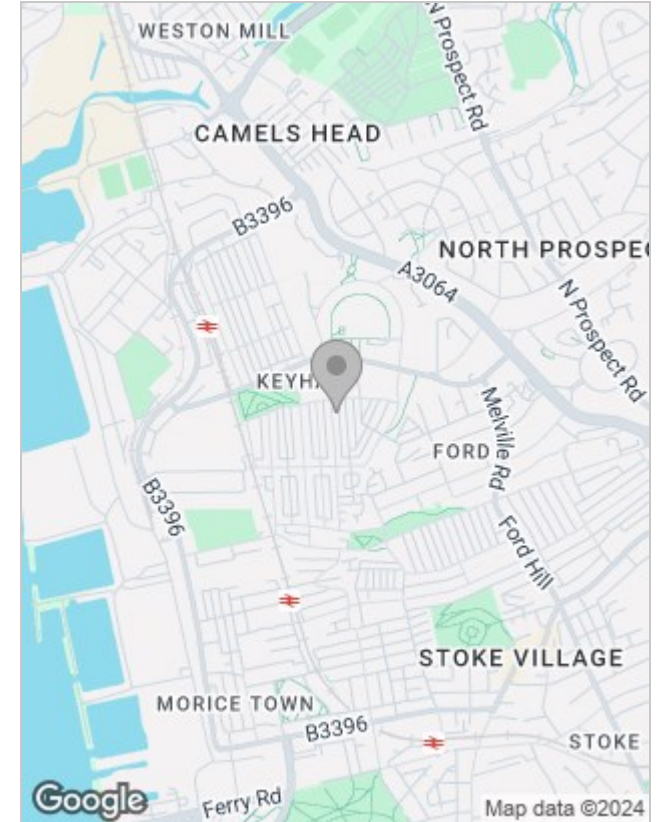 WESTON MILL
N Prospect Rd
CAMELS HEAD
B3396
NORTH PROSPE
A3064
N Prospect Rd
KEYH
Melville Rd
FORD
B3396
Ford Hill
STOKE VILLAGE
MORICE TOWN
B3396
STOKE
Google
Ferry Rd
Map data ©2024